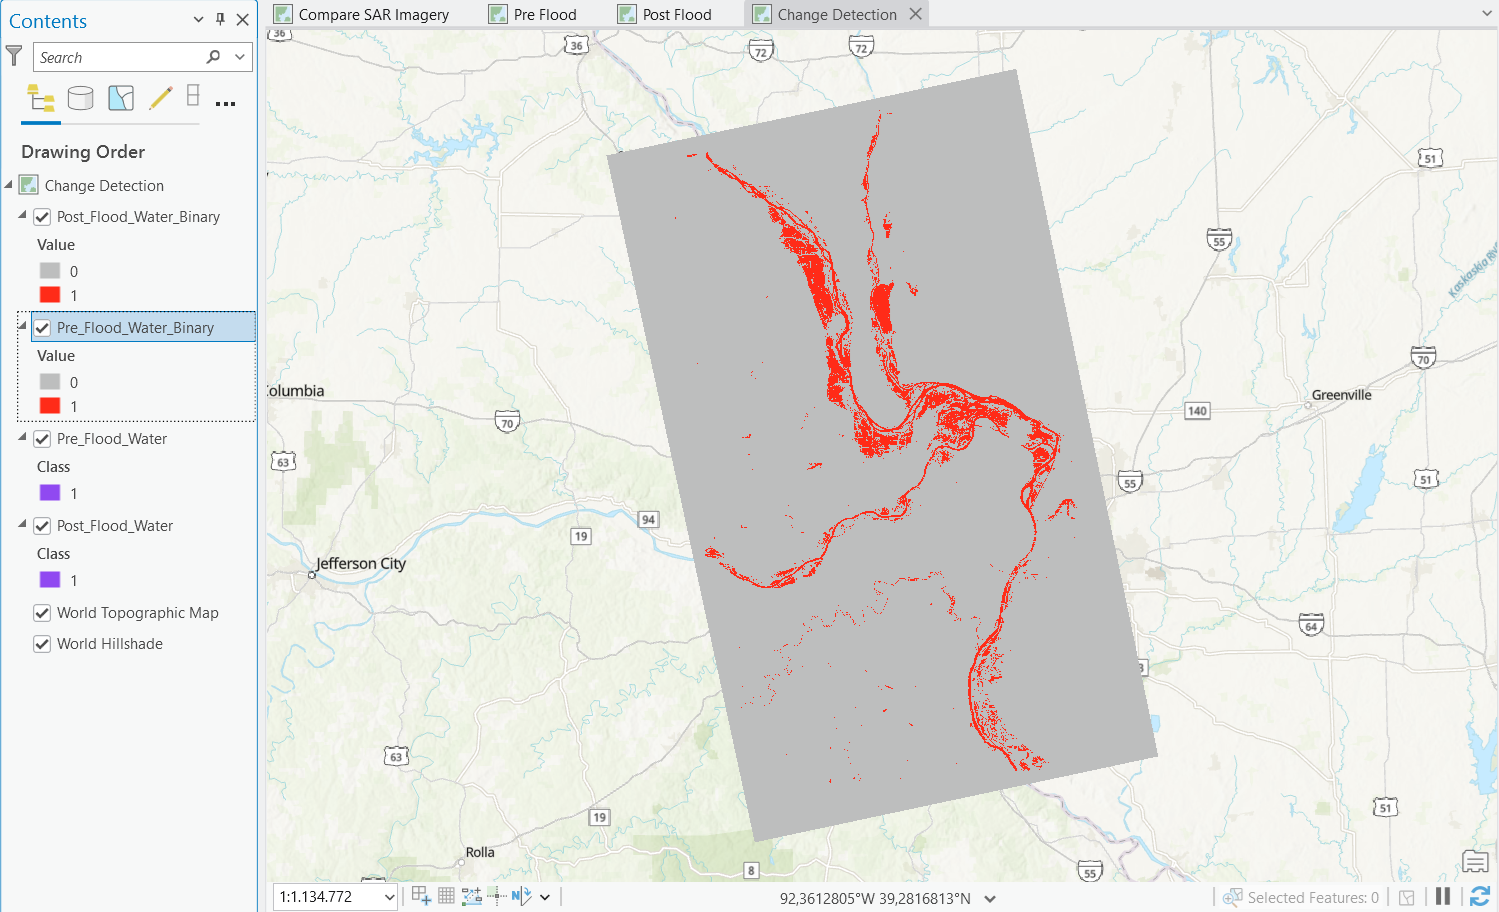 Contents
Compare SAR Imagery
Pre Flood
Post Flood
Change Detection
Search
Drawing Order
Change Detection
Post_Flood_Water_Binary
Value
0
1
Pre_Flood_Water_Binary
Value
0
1
Pre_Flood_Water
Class
1
Post_Flood_Water
Class
1
World Topographic Map
World Hillshade
36
36
72
72
51
55
Kaskaskia Riv
70
olumbia
70
140
Greenville
63
55
51
94
19
Jefferson City
64
3
63
19
51
Rolla
8
55
1:1.134.772
92,3612805°W 39,2816813°N
Selected Features: 0